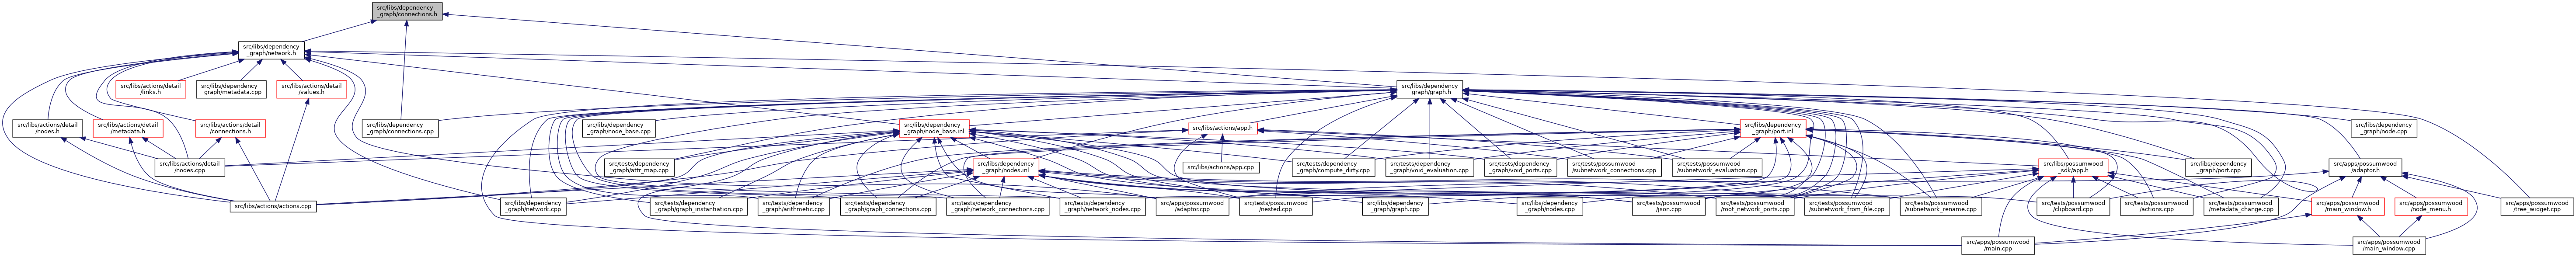 src/libs/dependency
_graph/connections.h
src/libs/dependency
_graph/network.h
src/libs/actions/detail
/links.h
src/libs/dependency
_graph/metadata.cpp
src/libs/actions/detail
/values.h
src/libs/dependency
_graph/graph.h
src/libs/actions/detail
/nodes.h
src/libs/actions/detail
/metadata.h
src/libs/actions/detail
/connections.h
src/libs/dependency
_graph/connections.cpp
src/libs/dependency
_graph/node_base.cpp
src/libs/dependency
_graph/node_base.inl
src/libs/actions/app.h
src/libs/dependency
_graph/port.inl
src/libs/dependency
_graph/node.cpp
src/libs/actions/detail
/nodes.cpp
src/tests/dependency
_graph/attr_map.cpp
src/libs/dependency
_graph/nodes.inl
src/libs/actions/app.cpp
src/tests/dependency
_graph/compute_dirty.cpp
src/tests/dependency
_graph/void_evaluation.cpp
src/tests/dependency
_graph/void_ports.cpp
src/tests/possumwood
/subnetwork_connections.cpp
src/tests/possumwood
/subnetwork_evaluation.cpp
src/libs/possumwood
_sdk/app.h
src/libs/dependency
_graph/port.cpp
src/apps/possumwood
/adaptor.h
src/libs/actions/actions.cpp
src/libs/dependency
_graph/network.cpp
src/tests/dependency
_graph/graph_instantiation.cpp
src/tests/dependency
_graph/arithmetic.cpp
src/tests/dependency
_graph/graph_connections.cpp
src/tests/dependency
_graph/network_connections.cpp
src/tests/dependency
_graph/network_nodes.cpp
src/apps/possumwood
/adaptor.cpp
src/tests/possumwood
/nested.cpp
src/libs/dependency
_graph/graph.cpp
src/libs/dependency
_graph/nodes.cpp
src/tests/possumwood
/json.cpp
src/tests/possumwood
/root_network_ports.cpp
src/tests/possumwood
/subnetwork_from_file.cpp
src/tests/possumwood
/subnetwork_rename.cpp
src/tests/possumwood
/clipboard.cpp
src/tests/possumwood
/actions.cpp
src/tests/possumwood
/metadata_change.cpp
src/apps/possumwood
/main_window.h
src/apps/possumwood
/node_menu.h
src/apps/possumwood
/tree_widget.cpp
src/apps/possumwood
/main.cpp
src/apps/possumwood
/main_window.cpp